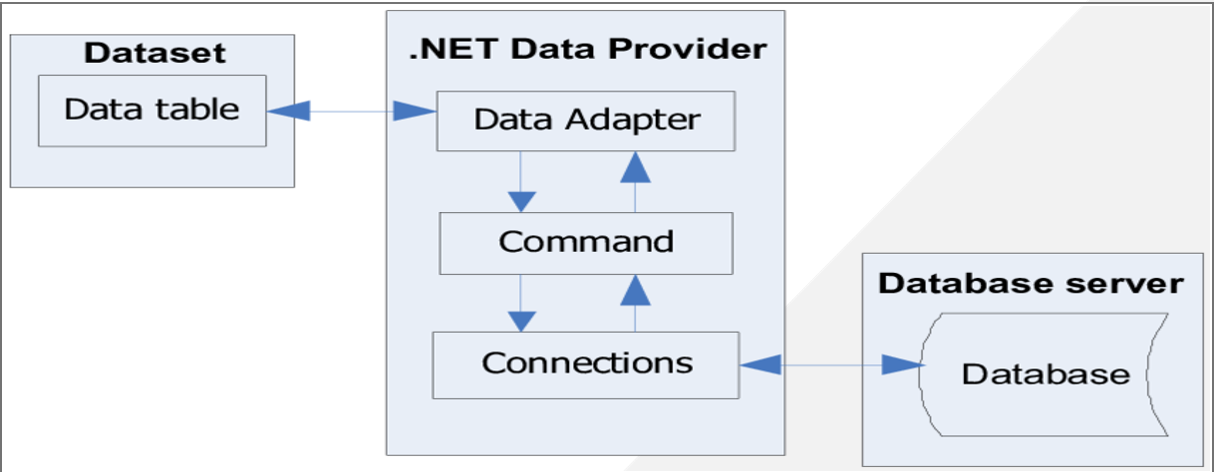 Dataset
Data table
.NET Data Provider
Data Adapter
Command
Connections
Database server
Database